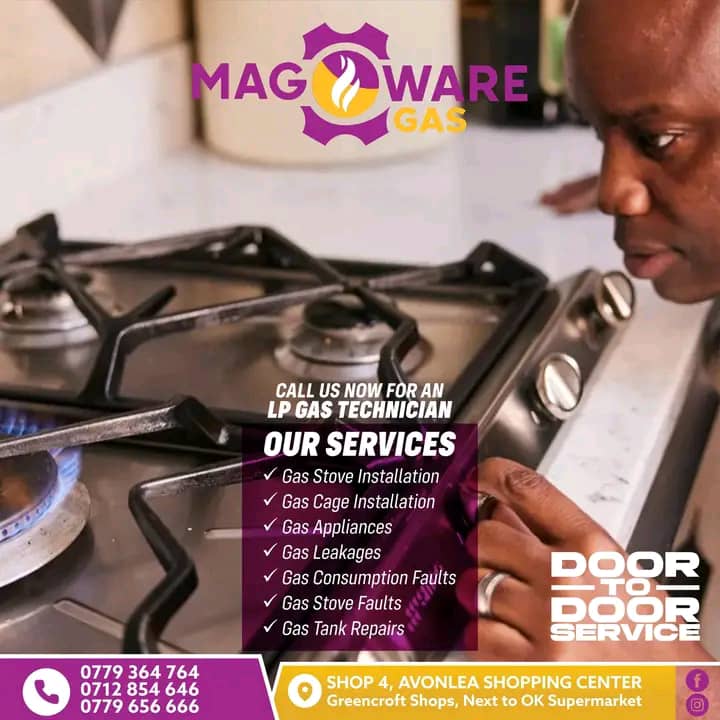 MAGOWARE
GAS
CALL US NOW FOR AN
LP GAS TECHNICIAN
OUR SERVICES
✓ Gas Stove Installation
✓ Gas Cage Installation
✓ Gas Appliances
✓ Gas Leakages
✓ Gas Consumption Faults
✓ Gas Stove Faults
✓ Gas Tank Repairs
DOOR
TO
DOOR
SERVICE
0779 364 764
0712 854 646
0779 656 666
SHOP 4, AVONLEA SHOPPING CENTER
Greencroft Shops, Next to OK Supermarket